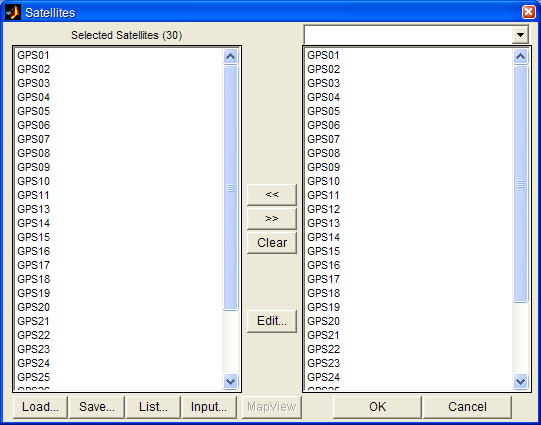 Satellites
Selected Satellites (30)
GPS01
GPS02
GPS03
GPS04
GPS05
GPS06
GPS07
GPS08
GPS09
GPS10
GPS11
GPS13
GPS14
GPS15
GPS16
GPS17
GPS18
GPS19
GPS20
GPS21
GPS22
GPS23
GPS24
GPS25
GPS26
<<
>>
Clear
Edit...
GPS01
GPS02
GPS03
GPS04
GPS05
GPS06
GPS07
GPS08
GPS09
GPS10
GPS11
GPS12
GPS13
GPS14
GPS15
GPS16
GPS17
GPS18
GPS19
GPS20
GPS21
GPS22
GPS23
GPS24
Load... Save... List... Input... MapView OK Cancel